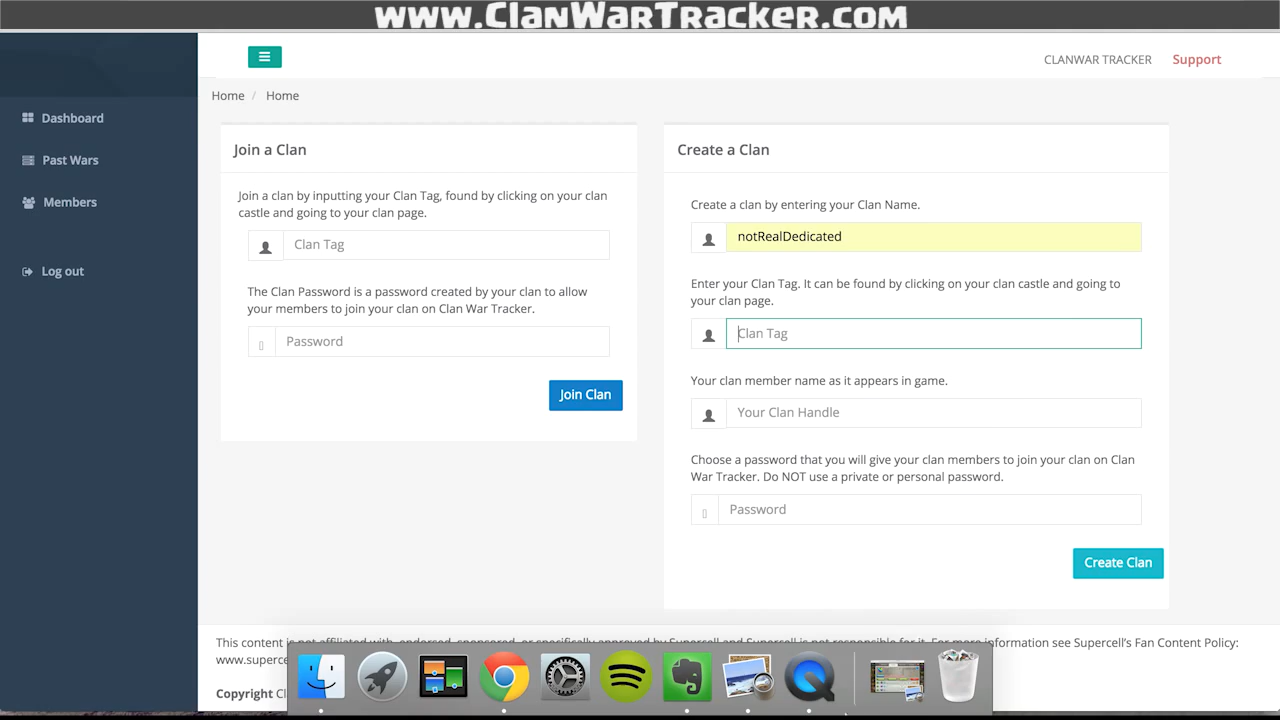 www.ClanWarTracker.com
CLANWAR TRACKER Support
Home / Home
Dashboard
Past Wars
Members
Log out
Join a Clan
Join a clan by inputting your Clan Tag, found by clicking on your clan
castle and going to your clan page.
Clan Tag
The Clan Password is a password created by your clan to allow
your members to join your clan on Clan War Tracker.
Password
Join Clan
Create a Clan
Create a clan by entering your Clan Name.
notRealDedicated
Enter your Clan Tag. It can be found by clicking on your clan castle and going to
your clan page.
Clan Tag
Your clan member name as it appears in game.
Your Clan Handle
Choose a password that you will give your clan members to join your clan on Clan
War Tracker. Do NOT use a private or personal password.
Password
Create Clan
This content is not affiliated with, endorsed, sponsored, or specifically approved by Supercell and Supercell is not responsible for it. For more information see Supercell's Fan Content Policy:
www.superce
Copyright Cl